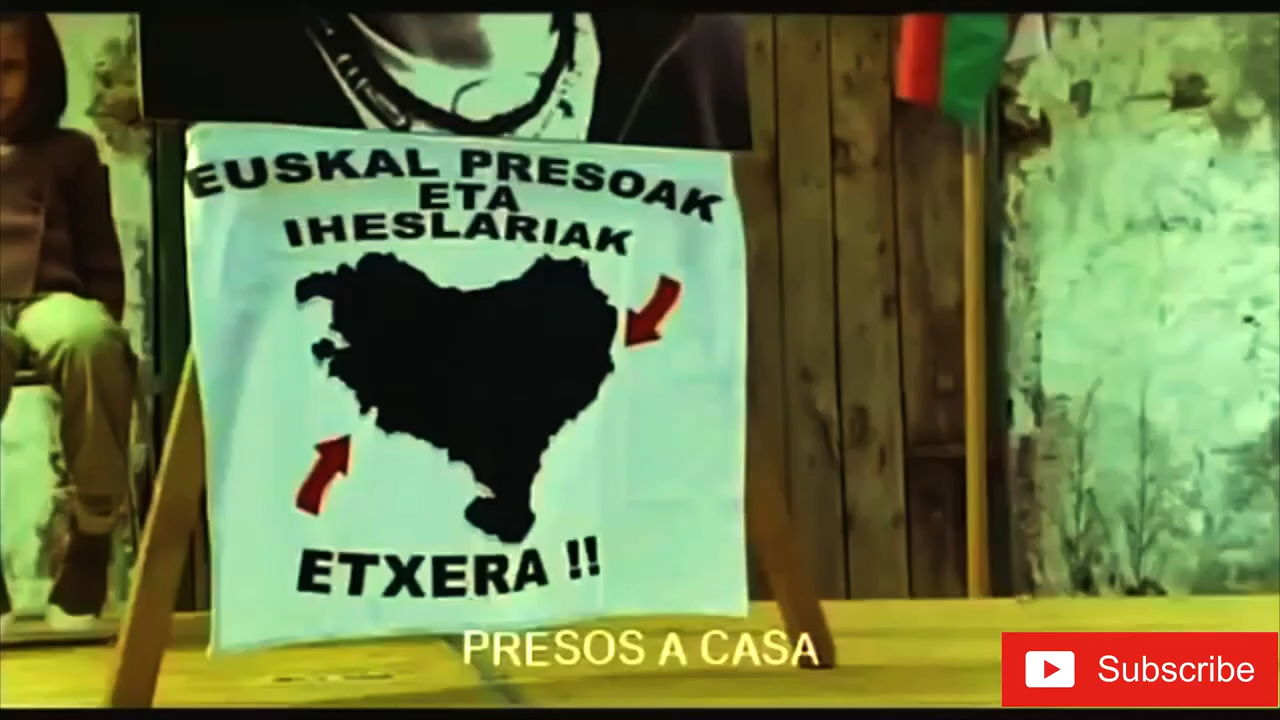 EUSKAL PRESOAK
ETA
IHESLARIAK
ETXERA !!
PRESOS A CASA
Subscribe